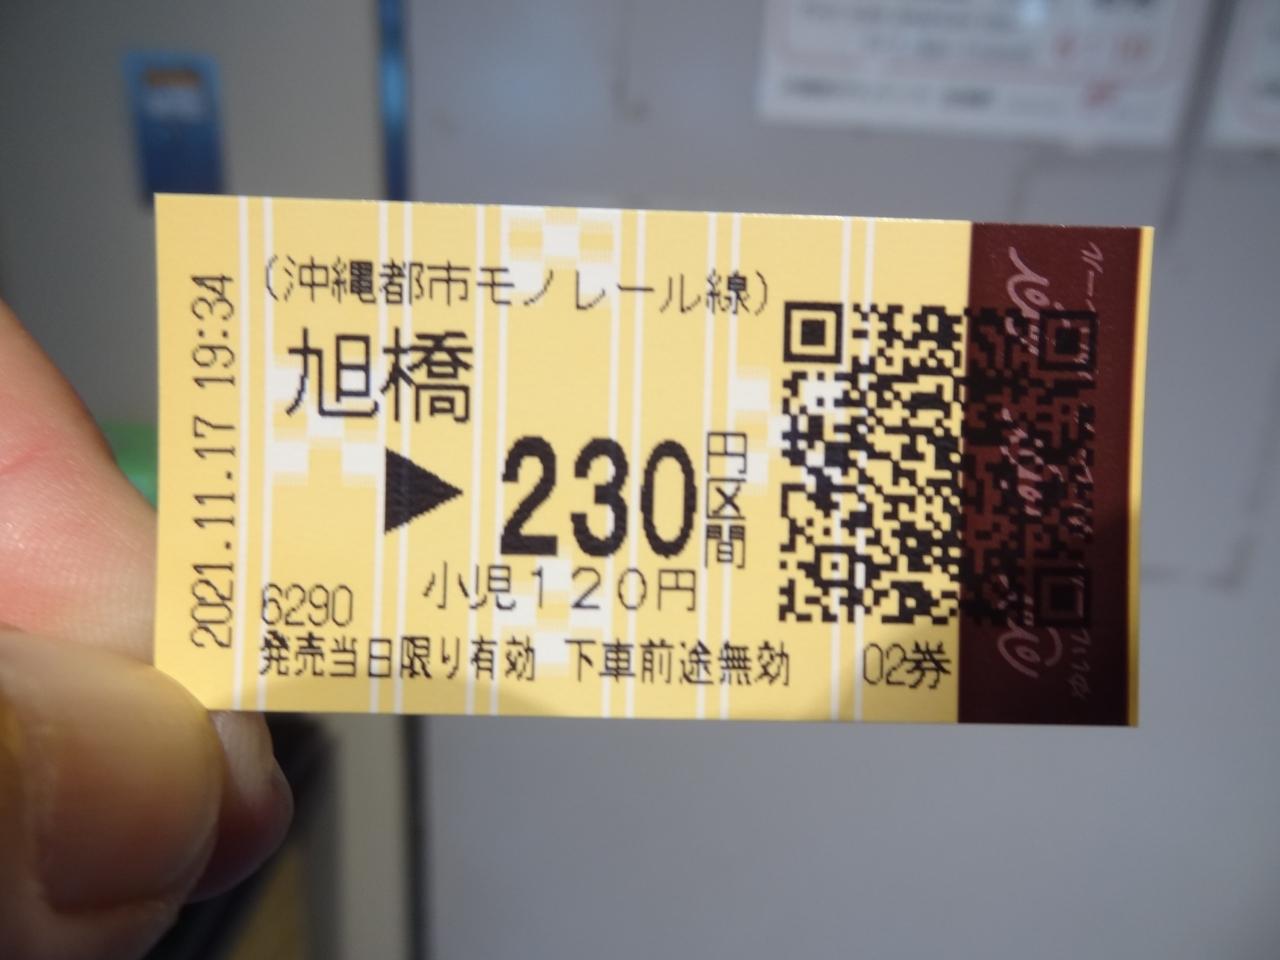 2021.11.17 19:34
(沖縄都市モノレール線)
旭橋
▶230円区間
小児120円
6290
発売当日限り有効 下車前途無効 02券